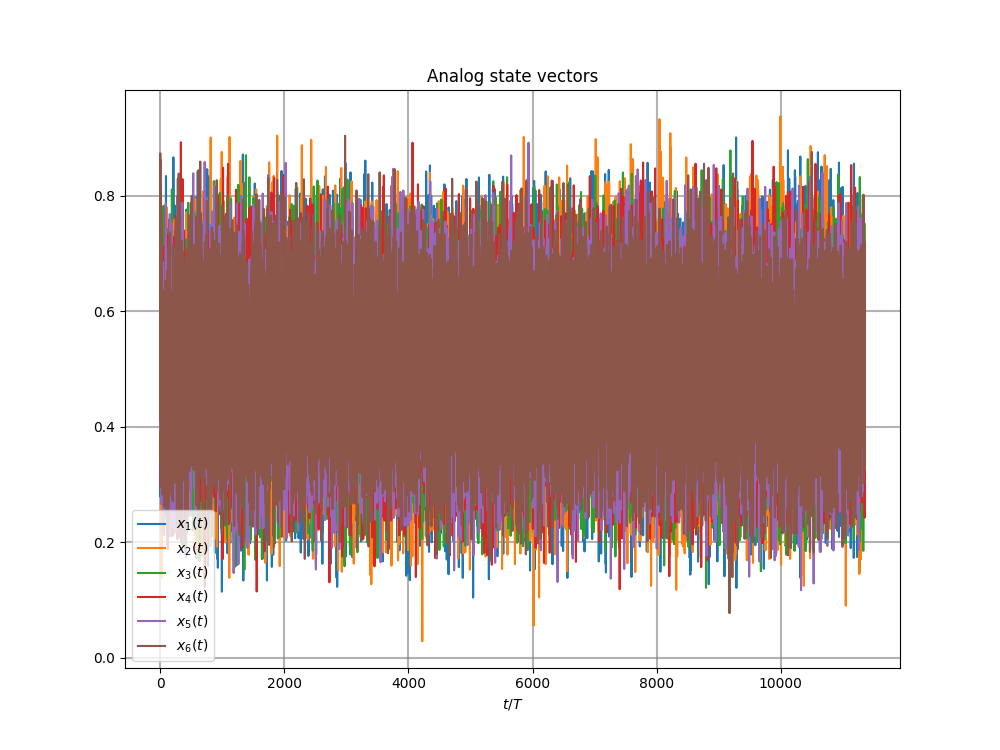 Analog state vectors
0.8
0.6
0.4
0.2
0.0
x₁(t)
x₂(t)
x₃(t)
x₄(t)
x₅(t)
x₆(t)
0 2000 4000 6000 8000 10000
t/T